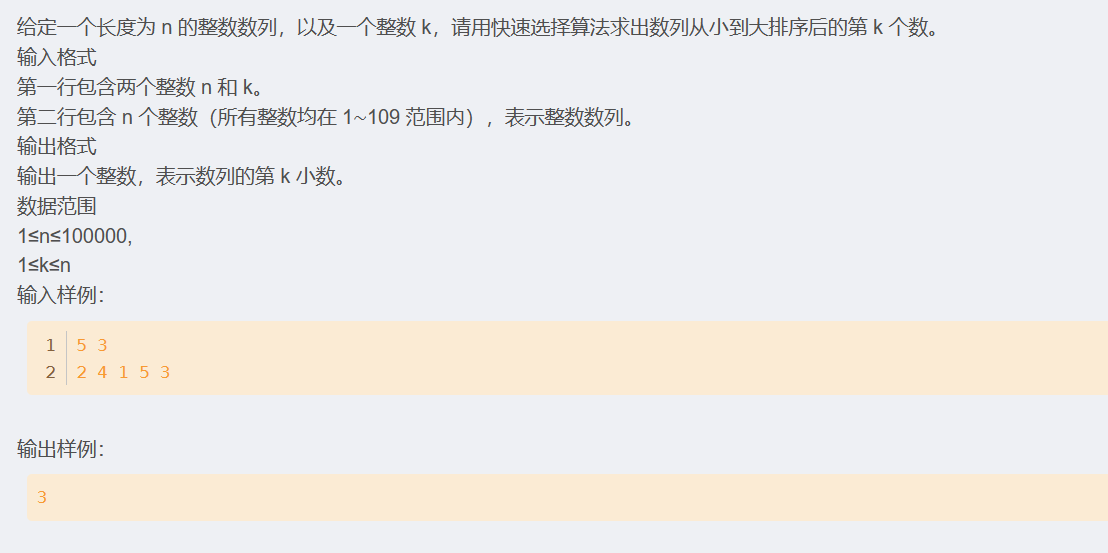 给定一个长度为 n 的整数数列，以及一个整数 k，请用快速选择算法求出数列从小到大排序后的第 k 个数。
输入格式
第一行包含两个整数 n 和 k。
第二行包含 n 个整数（所有整数均在 1~109 范围内），表示整数数列。
输出格式
输出一个整数，表示数列的第 k 小数。
数据范围
1≤n≤100000,
1≤k≤n
输入样例：
1 5 3
2 2 4 1 5 3
输出样例：
3